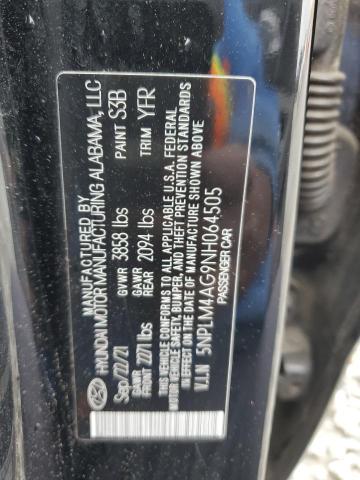 MANUFACTURED BY
HYUNDAI MOTOR MANUFACTURING ALABAMA, LLC
Sep/22/21 GVWR 3858 lbs PAINT S3B
GAWR FRONT 2271 lbs GAWR REAR 2094 lbs TRIM YFR
THIS VEHICLE CONFORMS TO ALL APPLICABLE U.S.A. FEDERAL
MOTOR VEHICLE SAFETY, BUMPER, AND THEFT PREVENTION STANDARDS
IN EFFECT ON THE DATE OF MANUFACTURE SHOWN ABOVE
V.I.N 5NPLM4AG9NH064505
PASSENGER CAR